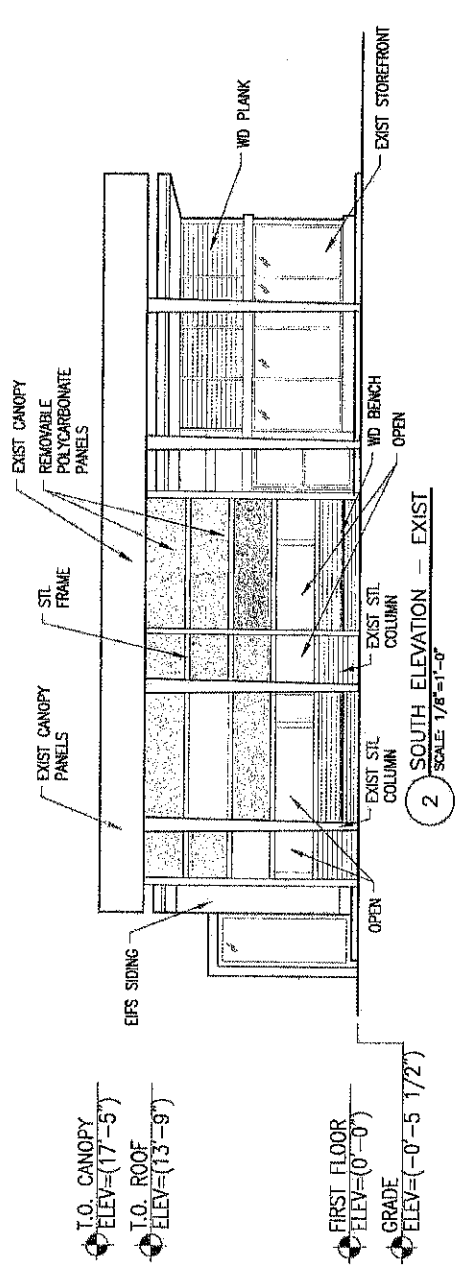 T.O. CANOPY
ELEV=(17'-5")
T.O. ROOF
ELEV=(13'-9")
FIRST FLOOR
ELEV=(0'-0")
GRADE
ELEV=(-0'-5 1/2")
EIFS SIDING
EXIST CANOPY
PANELS
STL
FRAME
EXIST CANOPY
REMOVABLE
POLYCARBONATE
PANELS
WD PLANK
EXIST STOREFRONT
WD BENCH
OPEN
EXIST STL
COLUMN
EXIST STL
COLUMN
OPEN
2
SOUTH ELEVATION - EXIST
SCALE: 1/8"=1'-0"